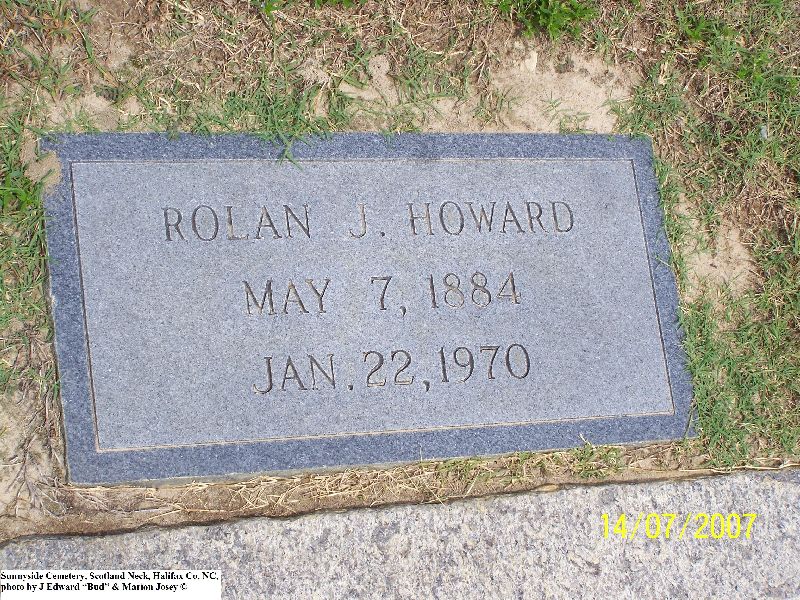 ROLAN J. HOWARD
MAY 7, 1884
JAN. 22, 1970
14/07/2007
Sunnyside Cemetery, Scotland Neck, Halifax Co, NC,
photo by J Edward "Bud" & Marion Josey ©